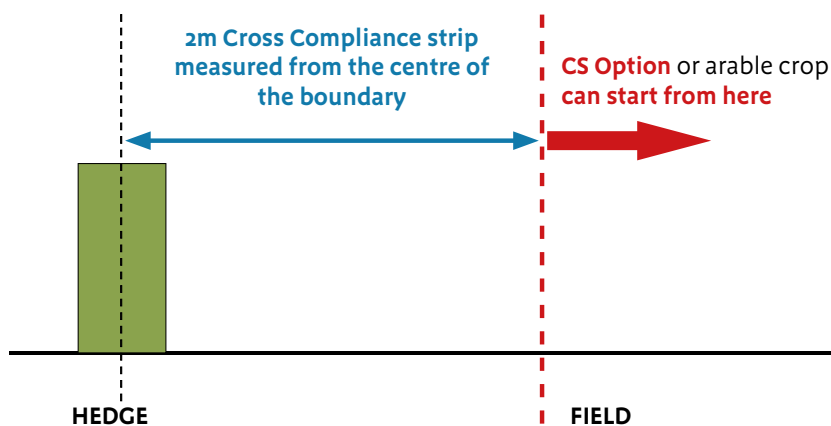 2m Cross Compliance strip
measured from the centre of
the boundary
CS Option or arable crop
can start from here
HEDGE
FIELD